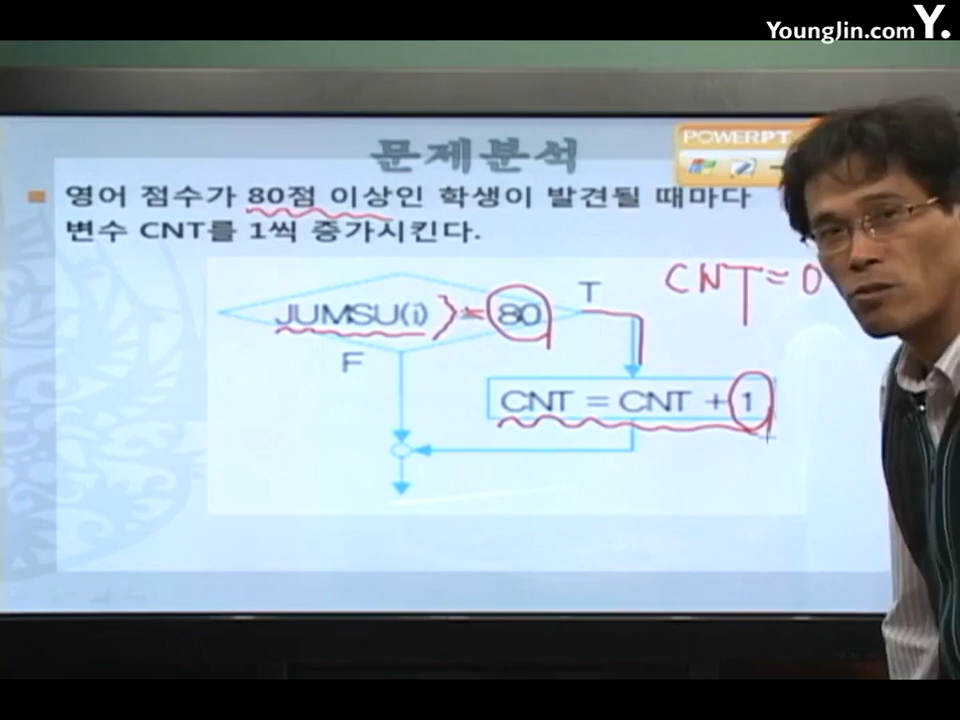 YoungJin.com Y.
문제분석
POWERPT
영어 점수가 80점 이상인 학생이 발견될 때마다
변수 CNT를 1씩 증가시킨다.
CNT=0
JUMSU(i) >= 80
T
F
CNT = CNT + 1